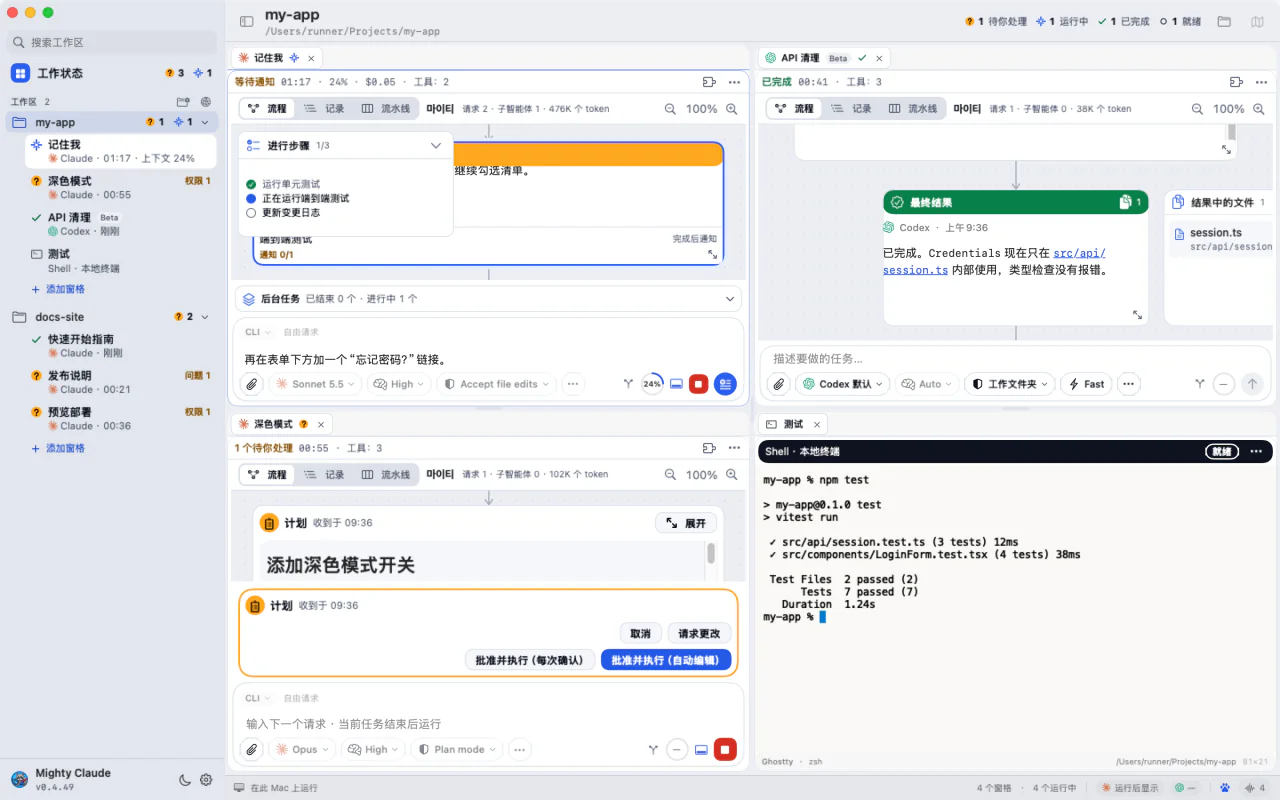 搜索工作区
工作状态
3 1
工作区 2
my-app
1 1
记住我
Claude · 01:17 · 上下文 24%
深色模式
权限 1
Claude · 00:55
API 清理 Beta
Codex · 刚刚
测试
Shell · 本地终端
+ 添加窗格
docs-site
2
快速开始指南
Claude · 刚刚
发布说明
问题 1
Claude · 00:21
预览部署
权限 1
Claude · 00:36
+ 添加窗格
Mighty Claude
v0.4.49
my-app
/Users/runner/Projects/my-app
1 待你处理 1 运行中 1 已完成 1 就绪
记住我
等待通知 01:17 · 24% · $0.05 · 工具: 2
流程 记录 流水线 마이티 请求 2 · 子智能体 1 · 476K 个 token 100%
进行步骤 1/3
运行单元测试
正在运行端到端测试
更新变更日志
继续勾选清单。
端到端测试
完成后通知
通知 0/1
后台任务 已结束 0 个 · 进行中 1 个
CLI 自由请求
再在表单下方加一个“忘记密码?”链接。
Sonnet 5.5 High Accept file edits 24%
API 清理 Beta
已完成 00:41 · 工具: 3
流程 记录 流水线 마이티 请求 1 · 子智能体 0 · 38K 个 token 100%
最终结果 1
Codex · 上午9:36
已完成。Credentials 现在只在 src/api/
session.ts 内部使用，类型检查没有报错。
结果中的文件 1
session.ts
src/api/session
描述要做的任务...
Codex 默认 Auto 工作文件夹 Fast
深色模式
1 个待你处理 00:55 · 工具: 3
流程 记录 流水线 마이티 请求 1 · 子智能体 0 · 102K 个 token 100%
计划 收到于 09:36
展开
添加深色模式开关
计划 收到于 09:36
取消 请求更改
批准并执行 (每次确认) 批准并执行 (自动编辑)
CLI 自由请求
输入下一个请求 · 当前任务结束后运行
Opus High Plan mode
测试
Shell · 本地终端
就绪
my-app % npm test
> my-app@0.1.0 test
> vitest run
✓ src/api/session.test.ts (3 tests) 12ms
✓ src/components/LoginForm.test.tsx (4 tests) 38ms
Test Files 2 passed (2)
Tests 7 passed (7)
Duration 1.24s
my-app %
Ghostty · zsh
/Users/runner/Projects/my-app 81×21
在此 Mac 上运行
4 个窗格 · 4 个运行中
运行后显示
4